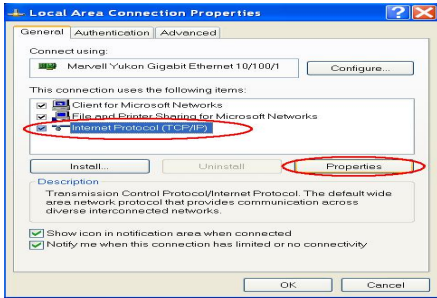 Local Area Connection Properties
General Authentication Advanced
Connect using:
Marvell Yukon Gigabit Ethernet 10/100/1 Configure...
This connection uses the following items:
Client for Microsoft Networks
File and Printer Sharing for Microsoft Networks
Internet Protocol (TCP/IP)
Install... Uninstall Properties
Description
Transmission Control Protocol/Internet Protocol. The default wide
area network protocol that provides communication across
diverse interconnected networks.
Show icon in notification area when connected
Notify me when this connection has limited or no connectivity
OK Cancel